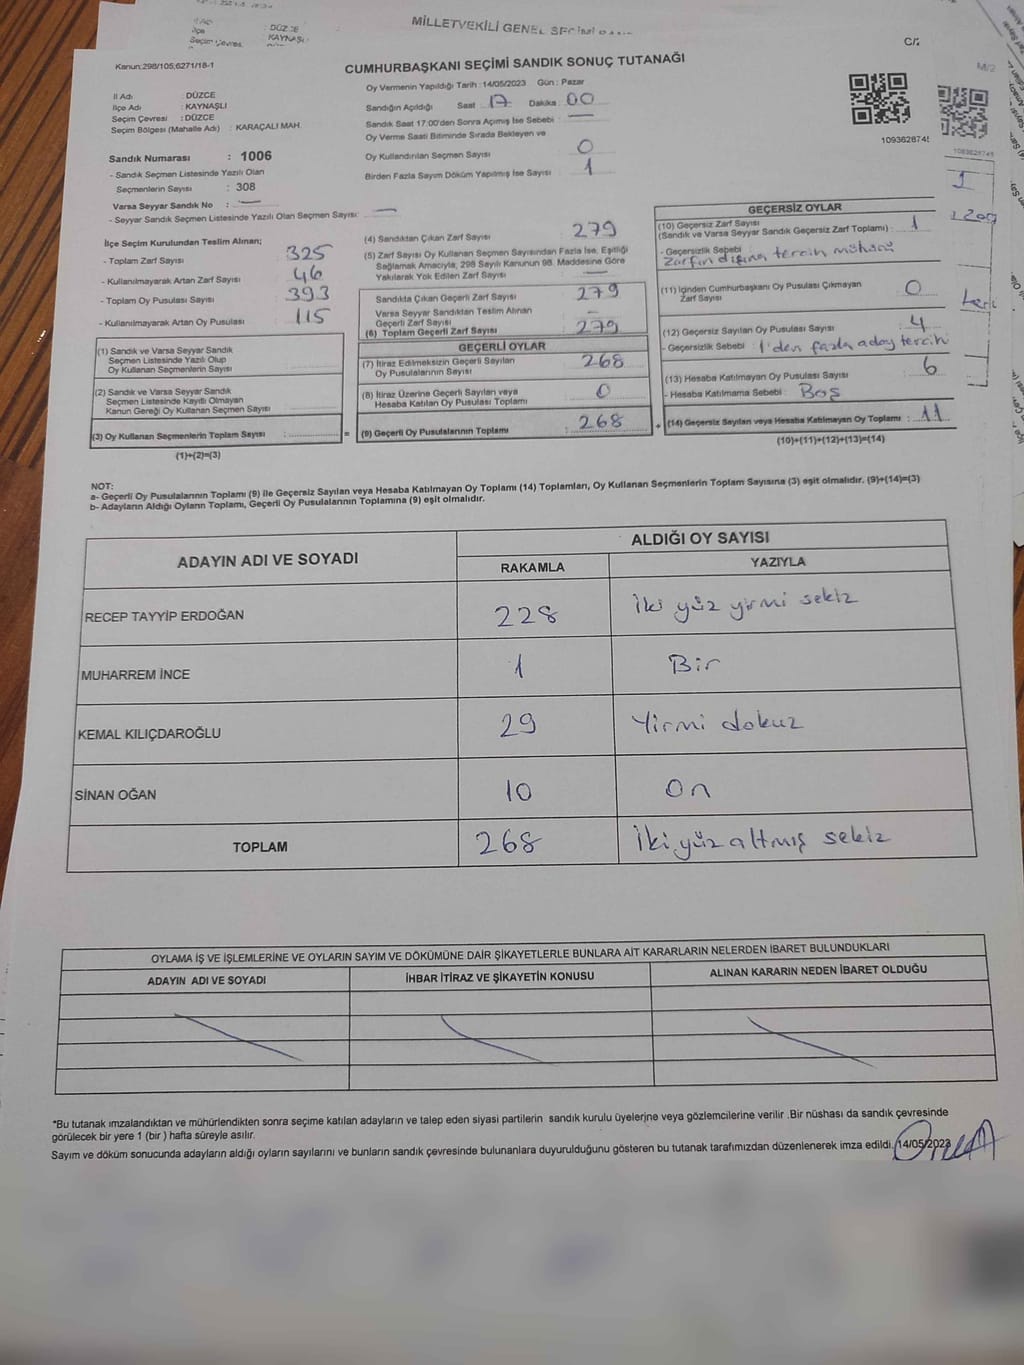 MİLLETVEKİLİ GENEL
DÜZCE
KAYNAŞLI
Seçim Çevres
C/2
M/2
Kanun:298/105,6271/18-1
CUMHURBAŞKANI SEÇİMİ SANDIK SONUÇ TUTANAĞI
İl Adı : DÜZCE
İlçe Adı : KAYNAŞLI
Seçim Çevresi : DÜZCE
Seçim Bölgesi (Mahalle Adı) : KARAÇALI MAH.
Sandık Numarası : 1006
- Sandık Seçmen Listesinde Yazılı Olan
Seçmenlerin Sayısı : 308
Varsa Seyyar Sandık No : —
- Seyyar Sandık Seçmen Listesinde Yazılı Olan Seçmen Sayısı: —
Oy Vermenin Yapıldığı Tarih : 14/05/2023 Gün : Pazar
Sandığın Açıldığı Saat 17 Dakika : 00
Sandık Saat 17:00'den Sonra Açımış İse Sebebi : —
Oy Verme Saati Bitiminde Sırada Bekleyen ve
Oy Kullandırılan Seçmen Sayısı : 0
Birden Fazla Sayım Döküm Yapılmış İse Sayısı : 1
109362874!
1093628741
İlçe Seçim Kurulundan Teslim Alınan;
- Toplam Zarf Sayısı : 325
- Kullanılmayarak Artan Zarf Sayısı : 46
- Toplam Oy Pusulası Sayısı : 393
- Kullanılmayarak Artan Oy Pusulası : 115
(1) Sandık ve Varsa Seyyar Sandık
Seçmen Listesinde Yazılı Olup
Oy Kullanan Seçmenlerin Sayısı :
(2) Sandık ve Varsa Seyyar Sandık
Seçmen Listesinde Kayıtlı Olmayan
Kanun Gereği Oy Kullanan Seçmen Sayısı :
(3) Oy Kullanan Seçmenlerin Toplam Sayısı : =
(1)+(2)=(3)
(4) Sandıktan Çıkan Zarf Sayısı : 279
(5) Zarf Sayısı Oy Kullanan Seçmen Sayısından Fazla İse, Eşitliği
Sağlamak Amacıyla, 298 Sayılı Kanunun 98. Maddesine Göre
Yakılarak Yok Edilen Zarf Sayısı : —
Sandıkta Çıkan Geçerli Zarf Sayısı : 279
Varsa Seyyar Sandıktan Teslim Alınan
Geçerli Zarf Sayısı : —
(6) Toplam Geçerli Zarf Sayısı : 279
GEÇERLİ OYLAR
(7) İtiraz Edilmeksizin Geçerli Sayılan
Oy Pusulalarının Sayısı : 268
(8) İtiraz Üzerine Geçerli Sayılan veya
Hesaba Katılan Oy Pusulası Toplamı : 0
(9) Geçerli Oy Pusulalarının Toplamı : 268 +
GEÇERSİZ OYLAR
(10) Geçersiz Zarf Sayısı
(Sandık ve Varsa Seyyar Sandık Geçersiz Zarf Toplamı) : 1
- Geçersizlik Sebebi :
Zarfın dışına tercih mühürü
(11) İçinden Cumhurbaşkanı Oy Pusulası Çıkmayan
Zarf Sayısı : 0
(12) Geçersiz Sayılan Oy Pusulası Sayısı : 4
- Geçersizlik Sebebi : 1'den fazla aday tercih
(13) Hesaba Katılmayan Oy Pusulası Sayısı : 6
- Hesaba Katılmama Sebebi : Boş
(14) Geçersiz Sayılan veya Hesaba Katılmayan Oy Toplamı : 11
(10)+(11)+(12)+(13)=(14)
NOT:
a- Geçerli Oy Pusulalarının Toplamı (9) ile Geçersiz Sayılan veya Hesaba Katılmayan Oy Toplamı (14) Toplamları, Oy Kullanan Seçmenlerin Toplam Sayısına (3) eşit olmalıdır. (9)+(14)=(3)
b- Adayların Aldığı Oyların Toplamı, Geçerli Oy Pusulalarının Toplamına (9) eşit olmalıdır.
ADAYIN ADI VE SOYADI
ALDIĞI OY SAYISI
RAKAMLA YAZIYLA
RECEP TAYYİP ERDOĞAN 228 İki yüz yirmi sekiz
MUHARREM İNCE 1 Bir
KEMAL KILIÇDAROĞLU 29 Yirmi dokuz
SİNAN OĞAN 10 On
TOPLAM 268 İki yüz altmış sekiz
OYLAMA İŞ VE İŞLEMLERİNE VE OYLARIN SAYIM VE DÖKÜMÜNE DAİR ŞİKAYETLERLE BUNLARA AİT KARARLARIN NELERDEN İBARET BULUNDUKLARI
ADAYIN ADI VE SOYADI İHBAR İTİRAZ VE ŞİKAYETİN KONUSU ALINAN KARARIN NEDEN İBARET OLDUĞU
*Bu tutanak imzalandıktan ve mühürlendikten sonra seçime katılan adayların ve talep eden siyasi partilerin sandık kurulu üyelerine veya gözlemcilerine verilir .Bir nüshası da sandık çevresinde
görülecek bir yere 1 (bir ) hafta süreyle asılır.
Sayım ve döküm sonucunda adayların aldığı oyların sayılarını ve bunların sandık çevresinde bulunanlara duyurulduğunu gösteren bu tutanak tarafımızdan düzenlenerek imza edildi. 14/05/2023